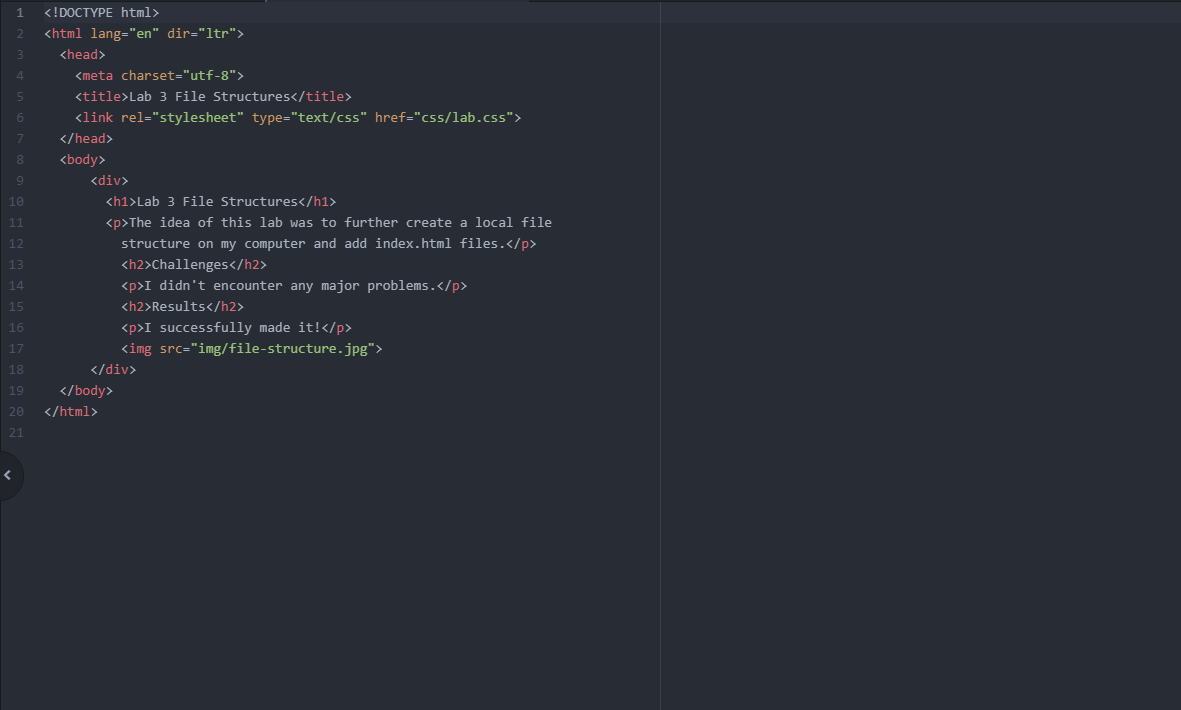 1 <!DOCTYPE html>
2 <html lang="en" dir="ltr">
3   <head>
4     <meta charset="utf-8">
5     <title>Lab 3 File Structures</title>
6     <link rel="stylesheet" type="text/css" href="css/lab.css">
7   </head>
8   <body>
9       <div>
10         <h1>Lab 3 File Structures</h1>
11         <p>The idea of this lab was to further create a local file
12           structure on my computer and add index.html files.</p>
13           <h2>Challenges</h2>
14           <p>I didn't encounter any major problems.</p>
15           <h2>Results</h2>
16           <p>I successfully made it!</p>
17           <img src="img/file-structure.jpg">
18       </div>
19   </body>
20 </html>
21